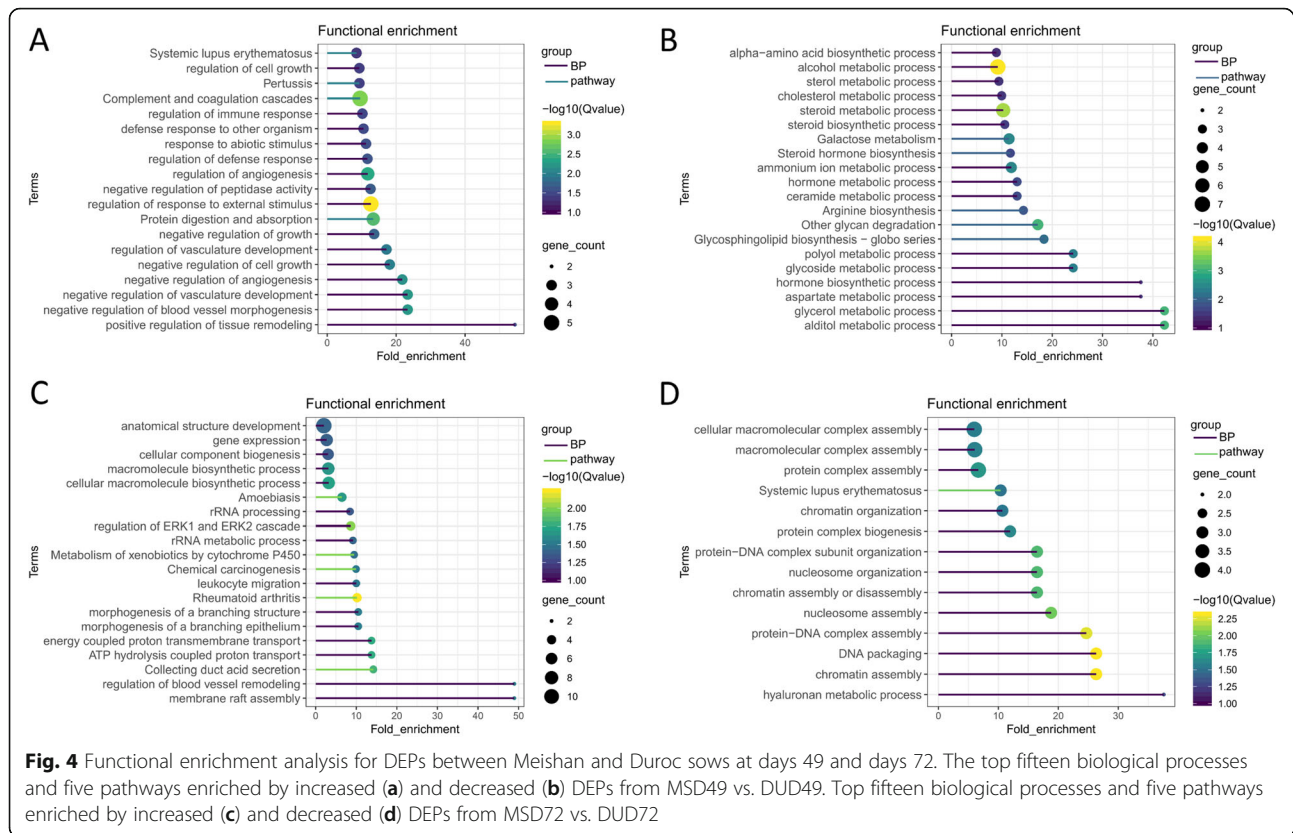 A
Functional enrichment
Systemic lupus erythematosus
regulation of cell growth
Pertussis
Complement and coagulation cascades
regulation of immune response
defense response to other organism
response to abiotic stimulus
regulation of defense response
regulation of angiogenesis
negative regulation of peptidase activity
regulation of response to external stimulus
Protein digestion and absorption
negative regulation of growth
regulation of vasculature development
negative regulation of cell growth
negative regulation of angiogenesis
negative regulation of vasculature development
negative regulation of blood vessel morphogenesis
positive regulation of tissue remodeling
Terms
0 10 20 30 40 50
Fold_enrichment
group
BP
pathway
−log10(Qvalue)
3.0
2.5
2.0
1.5
1.0
gene_count
2
3
4
5
B
Functional enrichment
alpha−amino acid biosynthetic process
alcohol metabolic process
sterol metabolic process
cholesterol metabolic process
steroid metabolic process
steroid biosynthetic process
Galactose metabolism
Steroid hormone biosynthesis
ammonium ion metabolic process
hormone metabolic process
ceramide metabolic process
Arginine biosynthesis
Other glycan degradation
Glycosphingolipid biosynthesis − globo series
polyol metabolic process
glycoside metabolic process
hormone biosynthetic process
aspartate metabolic process
glycerol metabolic process
alditol metabolic process
Terms
0 10 20 30 40
Fold_enrichment
group
BP
pathway
gene_count
2
3
4
5
6
7
−log10(Qvalue)
4
3
2
1
C
Functional enrichment
anatomical structure development
gene expression
cellular component biogenesis
macromolecule biosynthetic process
cellular macromolecule biosynthetic process
Amoebiasis
rRNA processing
regulation of ERK1 and ERK2 cascade
rRNA metabolic process
Metabolism of xenobiotics by cytochrome P450
Chemical carcinogenesis
leukocyte migration
Rheumatoid arthritis
morphogenesis of a branching structure
morphogenesis of a branching epithelium
energy coupled proton transmembrane transport
ATP hydrolysis coupled proton transport
Collecting duct acid secretion
regulation of blood vessel remodeling
membrane raft assembly
Terms
0 10 20 30 40 50
Fold_enrichment
group
BP
pathway
−log10(Qvalue)
2.00
1.75
1.50
1.25
1.00
gene_count
2
4
6
8
10
D
Functional enrichment
cellular macromolecular complex assembly
macromolecular complex assembly
protein complex assembly
Systemic lupus erythematosus
chromatin organization
protein complex biogenesis
protein−DNA complex subunit organization
nucleosome organization
chromatin assembly or disassembly
nucleosome assembly
protein−DNA complex assembly
DNA packaging
chromatin assembly
hyaluronan metabolic process
Terms
0 10 20 30
Fold_enrichment
group
BP
pathway
gene_count
2.0
2.5
3.0
3.5
4.0
−log10(Qvalue)
2.25
2.00
1.75
1.50
1.25
1.00
Fig. 4 Functional enrichment analysis for DEPs between Meishan and Duroc sows at days 49 and days 72. The top fifteen biological processes
and five pathways enriched by increased (a) and decreased (b) DEPs from MSD49 vs. DUD49. Top fifteen biological processes and five pathways
enriched by increased (c) and decreased (d) DEPs from MSD72 vs. DUD72